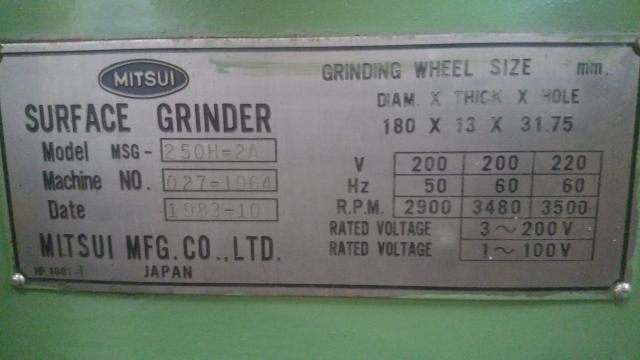 MITSUI
SURFACE GRINDER
Model MSG- 250H-2A
Machine NO. 027-1964
Date 1983-10
MITSUI MFG.CO.,LTD.
JAPAN
GRINDING WHEEL SIZE mm.
DIAM. X THICK X HOLE
180 X 13 X 31.75
V 200 200 220
Hz 50 60 60
R.P.M. 2900 3480 3500
RATED VOLTAGE 3~200V
RATED VOLTAGE 1~100V